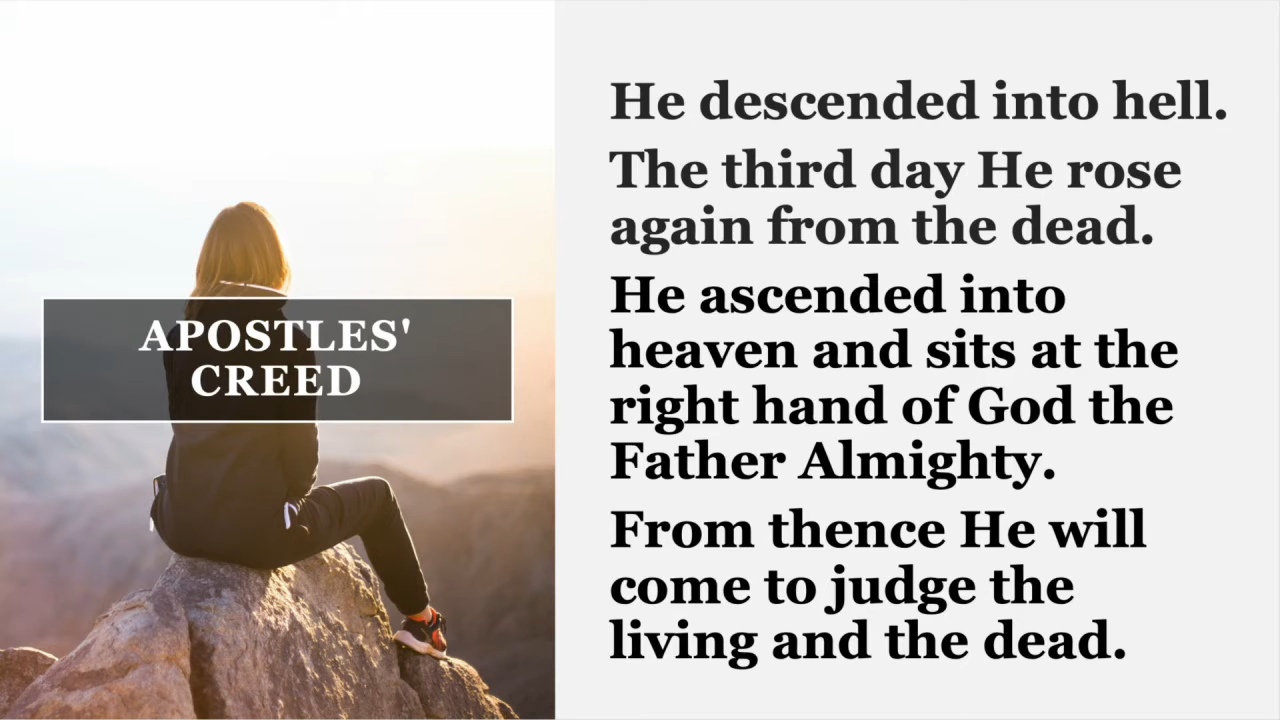 APOSTLES'
CREED
He descended into hell.
The third day He rose
again from the dead.
He ascended into
heaven and sits at the
right hand of God the
Father Almighty.
From thence He will
come to judge the
living and the dead.